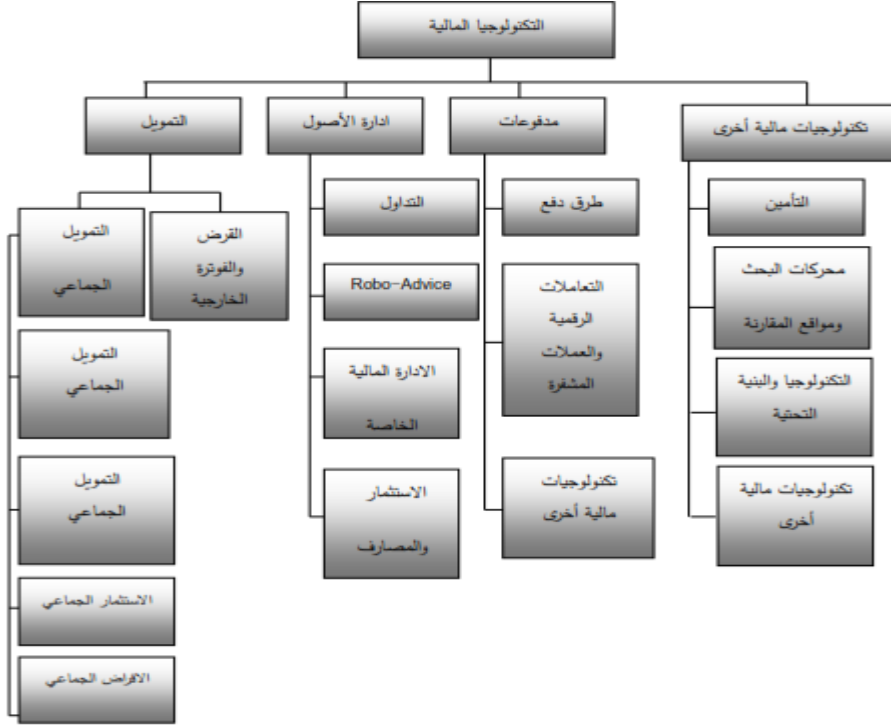 التكنولوجيا المالية
تكنولوجيات مالية أخرى
مدفوعات
ادارة الأصول
التمويل
التأمين
محركات البحث
ومواقع المقارنة
التكنولوجيا والبنية
التحتية
تكنولوجيات مالية
أخرى
طرق دفع
التعاملات
الرقمية
والعملات
المشفرة
تكنولوجيات
مالية أخرى
التداول
Robo-Advice
الادارة المالية
الخاصة
الاستثمار
والمصارف
القرض
والفوترة
الخارجية
التمويل
الجماعي
التمويل
الجماعي
التمويل
الجماعي
الاستثمار الجماعي
الاقراض الجماعي